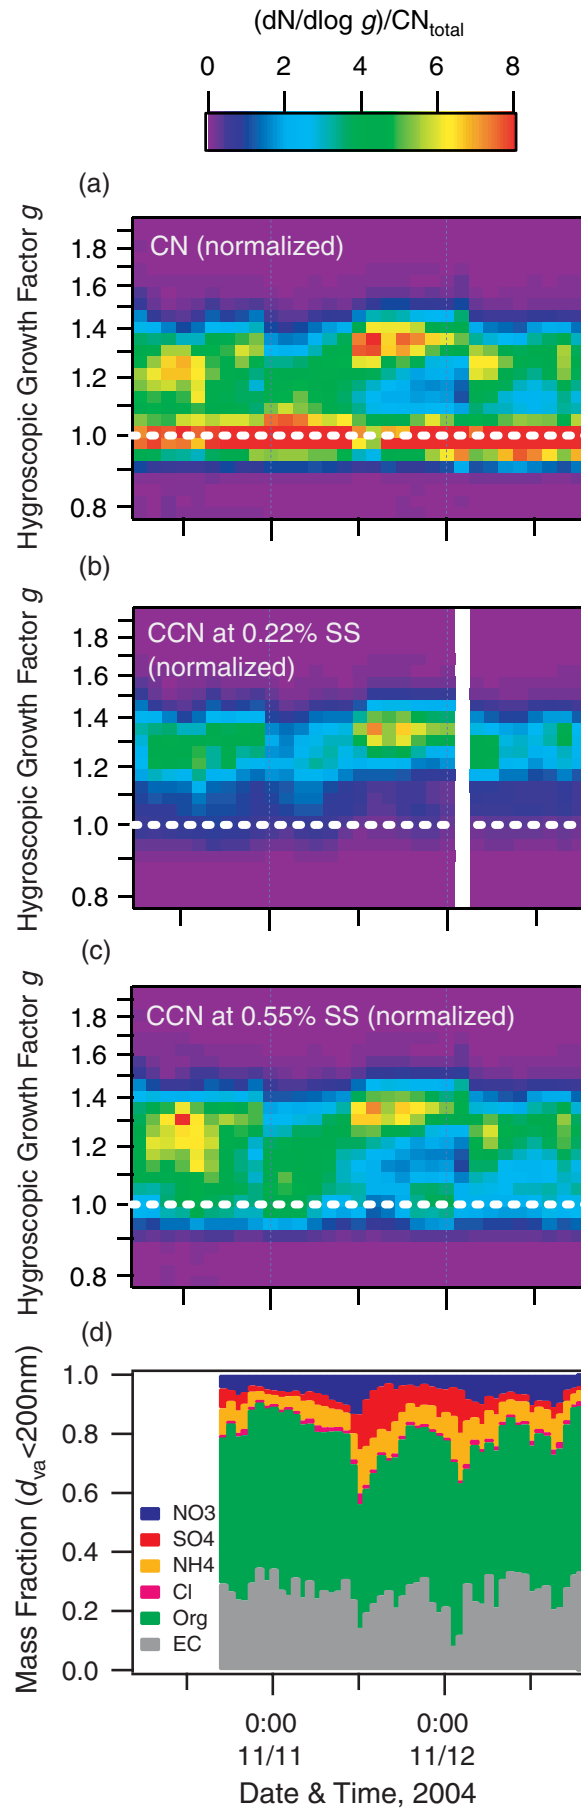 (dN/dlog g)/CNtotal
0 2 4 6 8
(a)
CN (normalized)
Hygroscopic Growth Factor g
1.8
1.6
1.4
1.2
1.0
0.8
(b)
CCN at 0.22% SS
(normalized)
Hygroscopic Growth Factor g
1.8
1.6
1.4
1.2
1.0
0.8
(c)
CCN at 0.55% SS (normalized)
Hygroscopic Growth Factor g
1.8
1.6
1.4
1.2
1.0
0.8
(d)
Mass Fraction (dva<200nm)
1.0
0.8
0.6
0.4
0.2
0.0
NO3
SO4
NH4
Cl
Org
EC
0:00 0:00
11/11 11/12
Date & Time, 2004